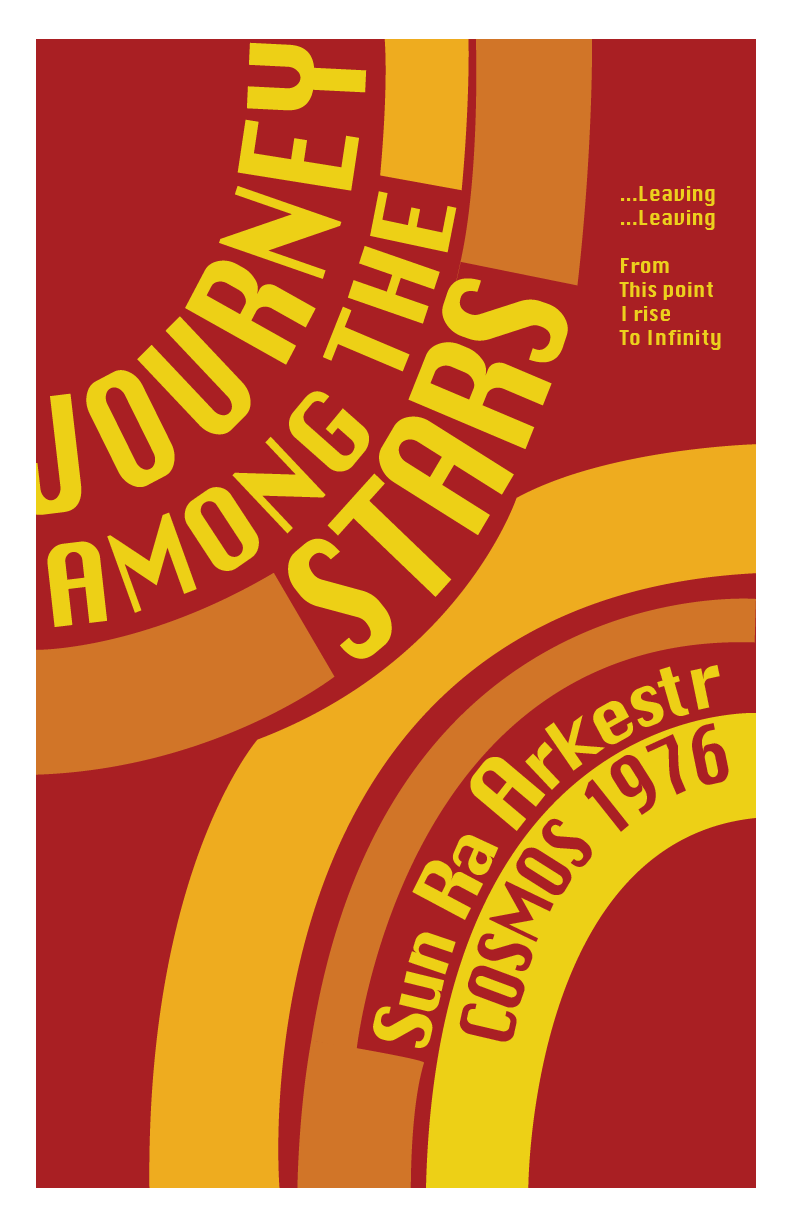 JOURNEY
AMONG THE
STARS
...Leaving
...Leaving
From
This point
I rise
To Infinity
Sun Ra Arkestr
COSMOS 1976